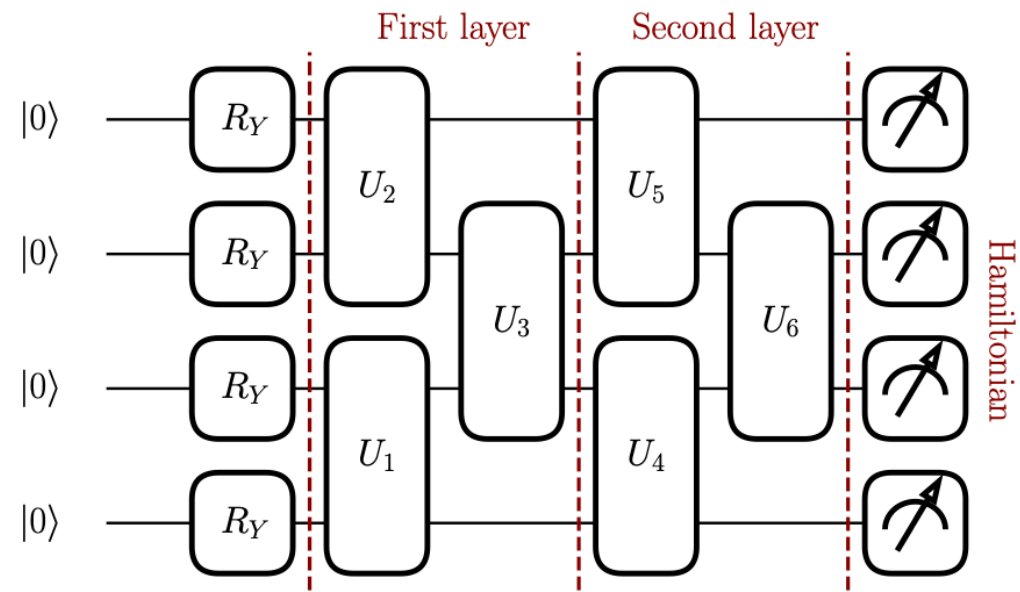 First layer Second layer
|0⟩ R_Y U_2 U_5
|0⟩ R_Y U_3 U_6
|0⟩ R_Y U_1 U_4
|0⟩ R_Y
Hamiltonian